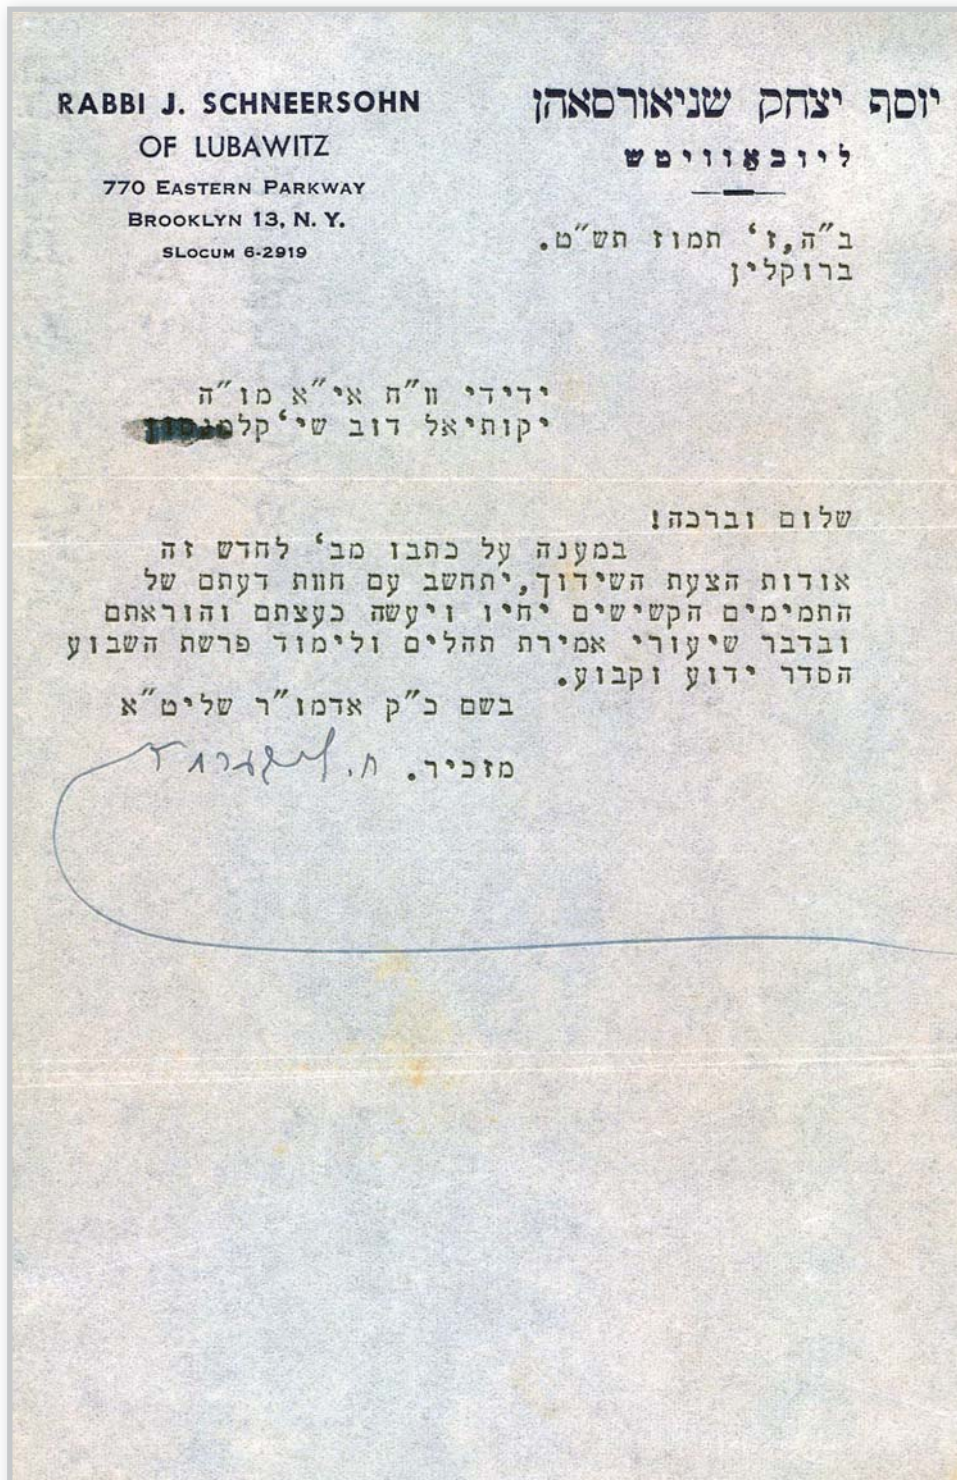 RABBI J. SCHNEERSOHN
OF LUBAWITZ
770 EASTERN PARKWAY
BROOKLYN 13, N. Y.
SLOCUM 6-2919
יוסף יצחק שניאורסאהן
ליובאוויטש
ב"ה, ז' תמוז תש"ט.
ברוקלין
ידידי וו"ח אי"א מו"ה
יקותיאל דוב שי' קלמנסון
שלום וברכה!
במענה על כתבו מב' לחדש זה
אודות הצעת השידוך, יתחשב עם חוות דעתם של
התמימים הקשישים יחיו ויעשה כעצתם והוראתם
ובדבר שיעורי אמירת תהלים ולימוד פרשת השבוע
הסדר ידוע וקבוע.
בשם כ"ק אדמו"ר שליט"א
מזכיר. ח.